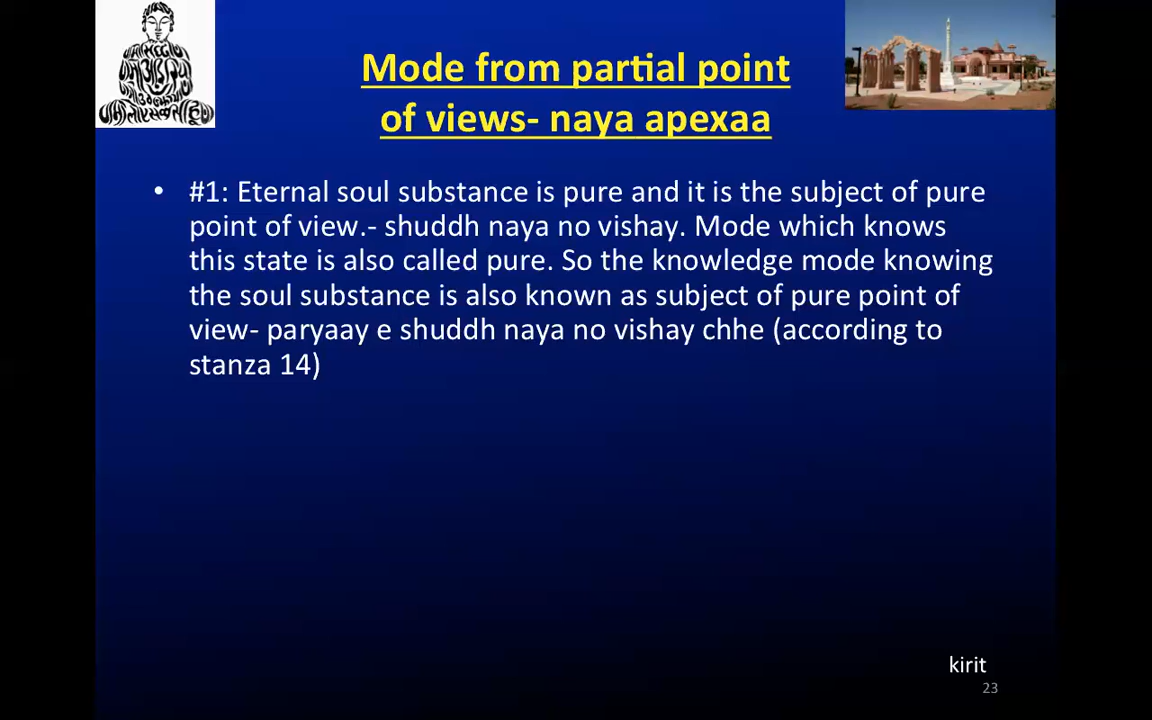 Mode from partial point
of views- naya apexaa
• #1: Eternal soul substance is pure and it is the subject of pure
point of view.- shuddh naya no vishay. Mode which knows
this state is also called pure. So the knowledge mode knowing
the soul substance is also known as subject of pure point of
view- paryaay e shuddh naya no vishay chhe (according to
stanza 14)
kirit
23